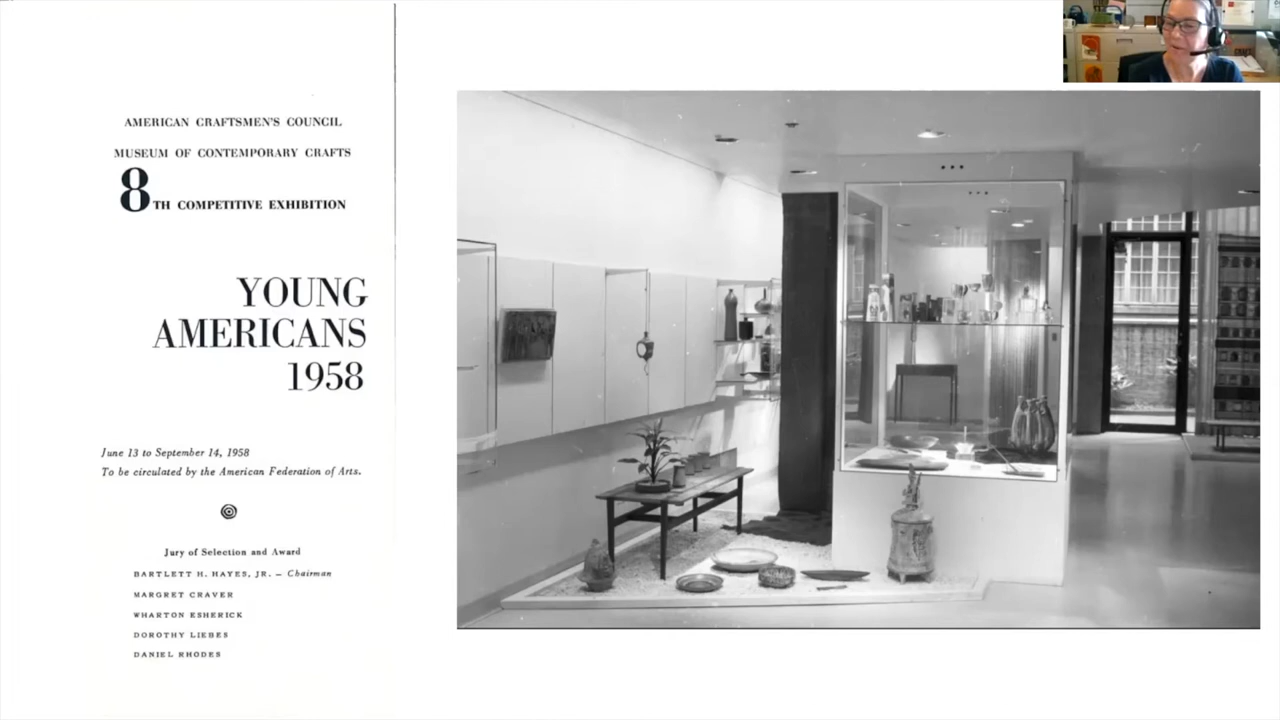 AMERICAN CRAFTSMEN'S COUNCIL
MUSEUM OF CONTEMPORARY CRAFTS
8TH COMPETITIVE EXHIBITION
YOUNG
AMERICANS
1958
June 13 to September 14, 1958
To be circulated by the American Federation of Arts.
Jury of Selection and Award
BARTLETT H. HAYES, JR. – Chairman
MARGRET CRAVER
WHARTON ESHERICK
DOROTHY LIEBES
DANIEL RHODES